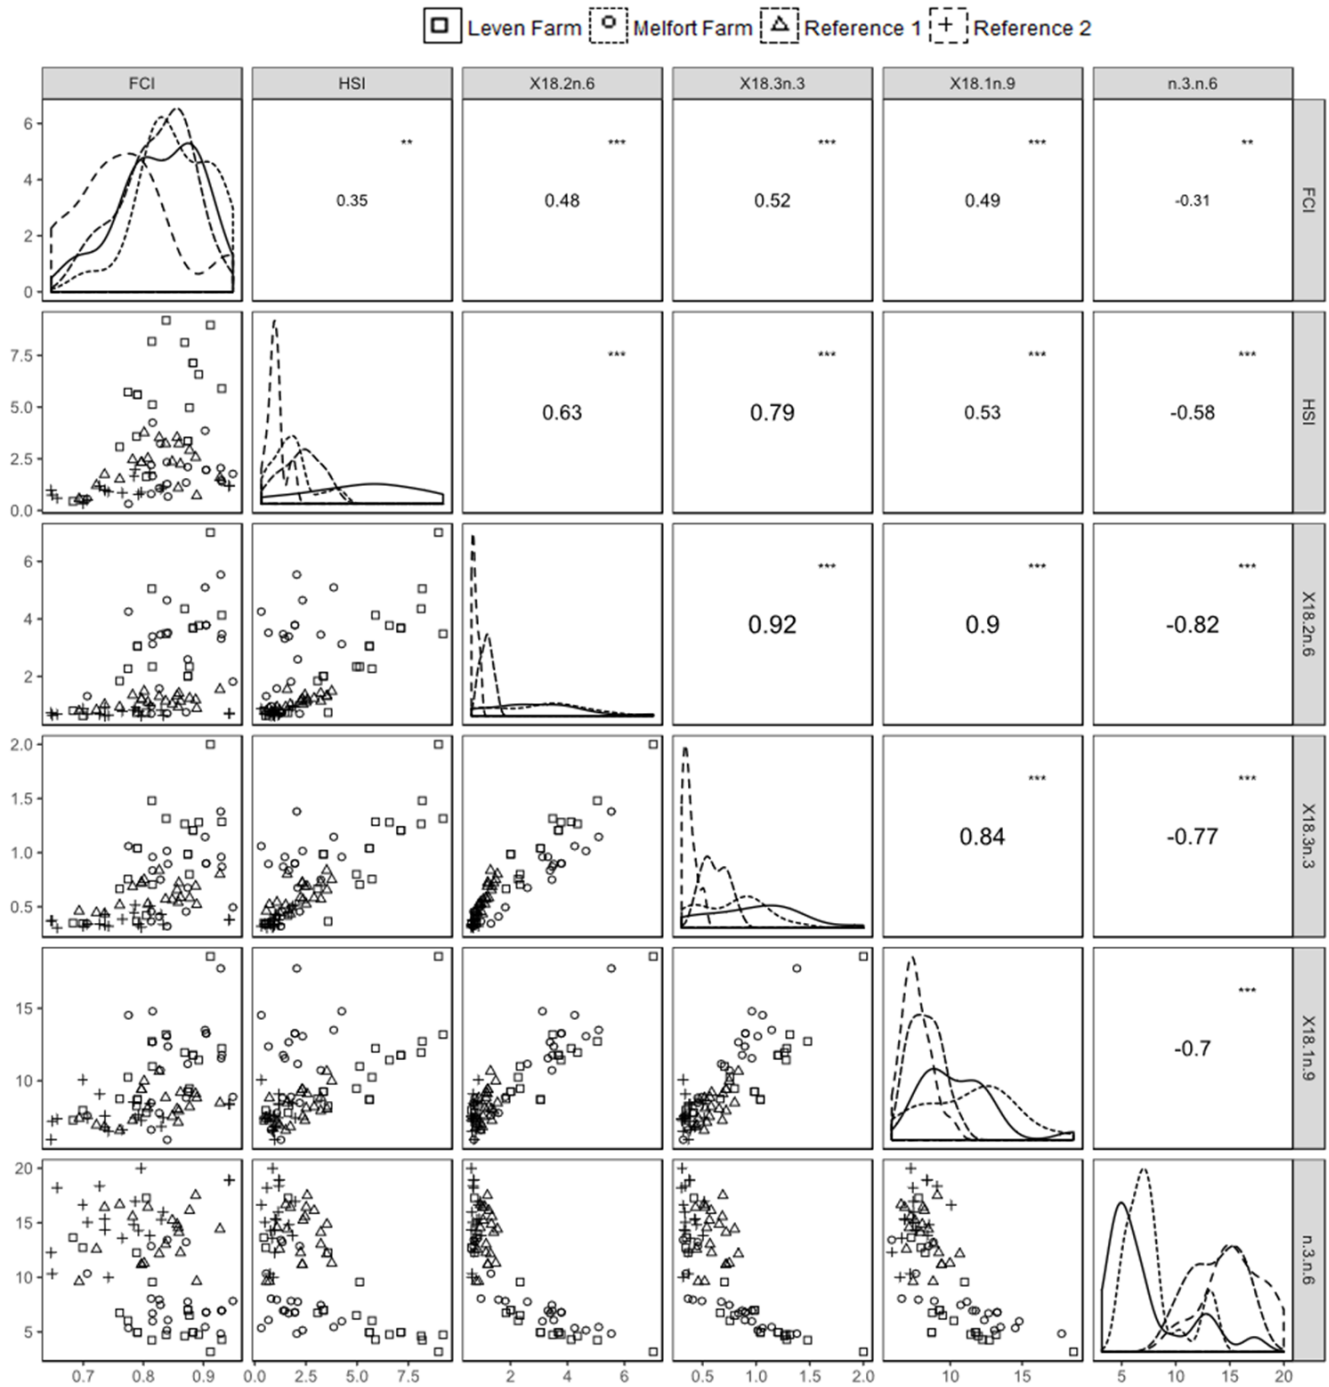 Leven Farm Melfort Farm Reference 1 Reference 2
FCI HSI X18.2n.6 X18.3n.3 X18.1n.9 n.3.n.6
6 ** *** *** *** ** FCI
4
0.35 0.48 0.52 0.49 -0.31
2
0
7.5 *** *** *** *** HSI
5.0 0.63 0.79 0.53 -0.58
2.5
0.0
6 *** *** *** X18.2n.6
4 0.92 0.9 -0.82
2
2.0 *** *** X18.3n.3
1.5
1.0 0.84 -0.77
0.5
15 *** X18.1n.9
-0.7
10
20 n.3.n.6
15
10
5
0.7 0.8 0.9 0.0 2.5 5.0 7.5 2 4 6 0.5 1.0 1.5 2.0 10 15 5 10 15 20